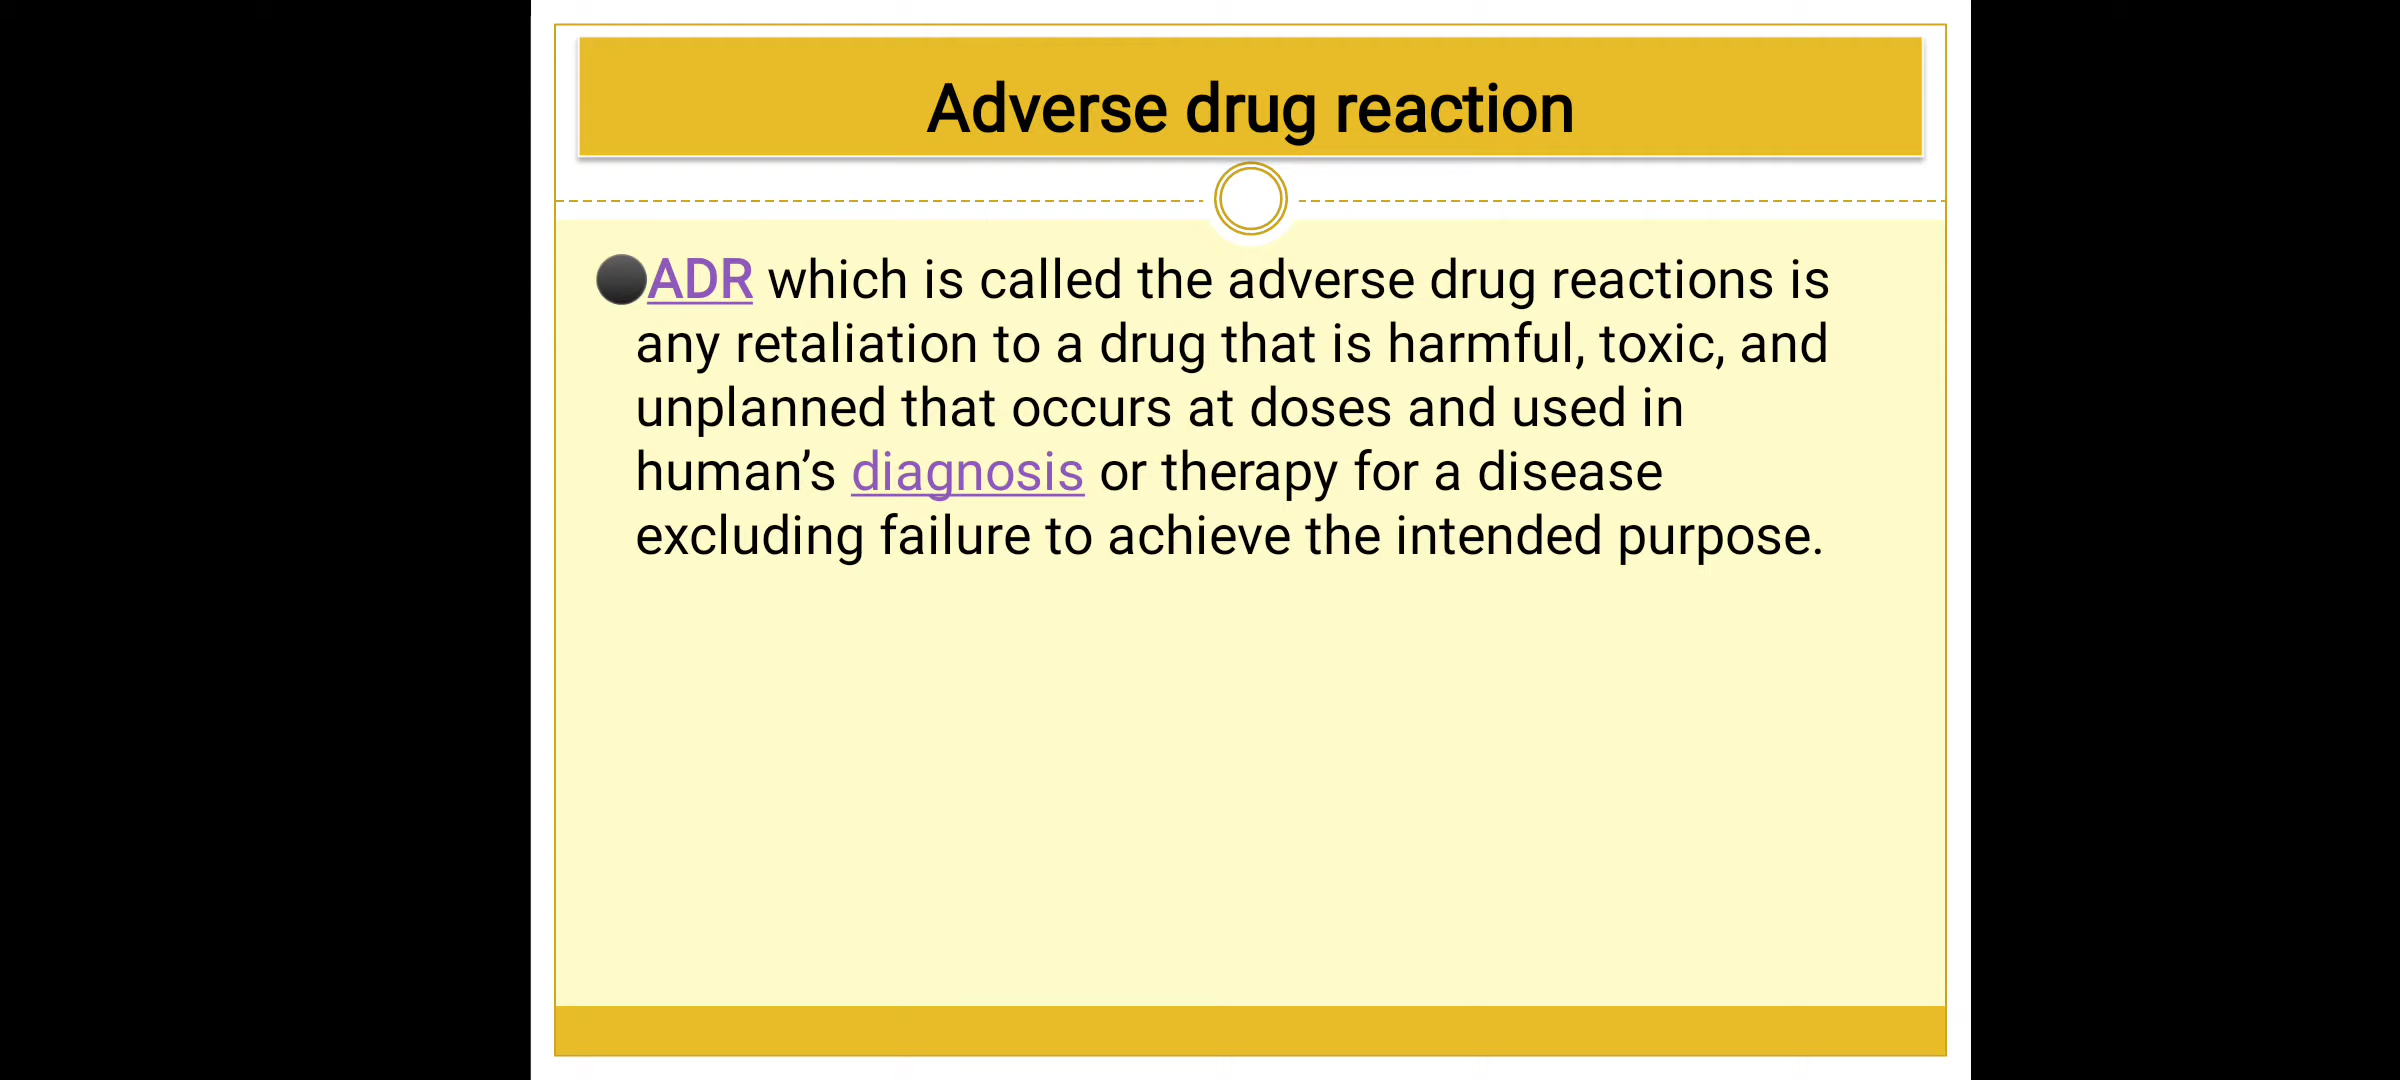 Adverse drug reaction
ADR which is called the adverse drug reactions is
any retaliation to a drug that is harmful, toxic, and
unplanned that occurs at doses and used in
human’s diagnosis or therapy for a disease
excluding failure to achieve the intended purpose.